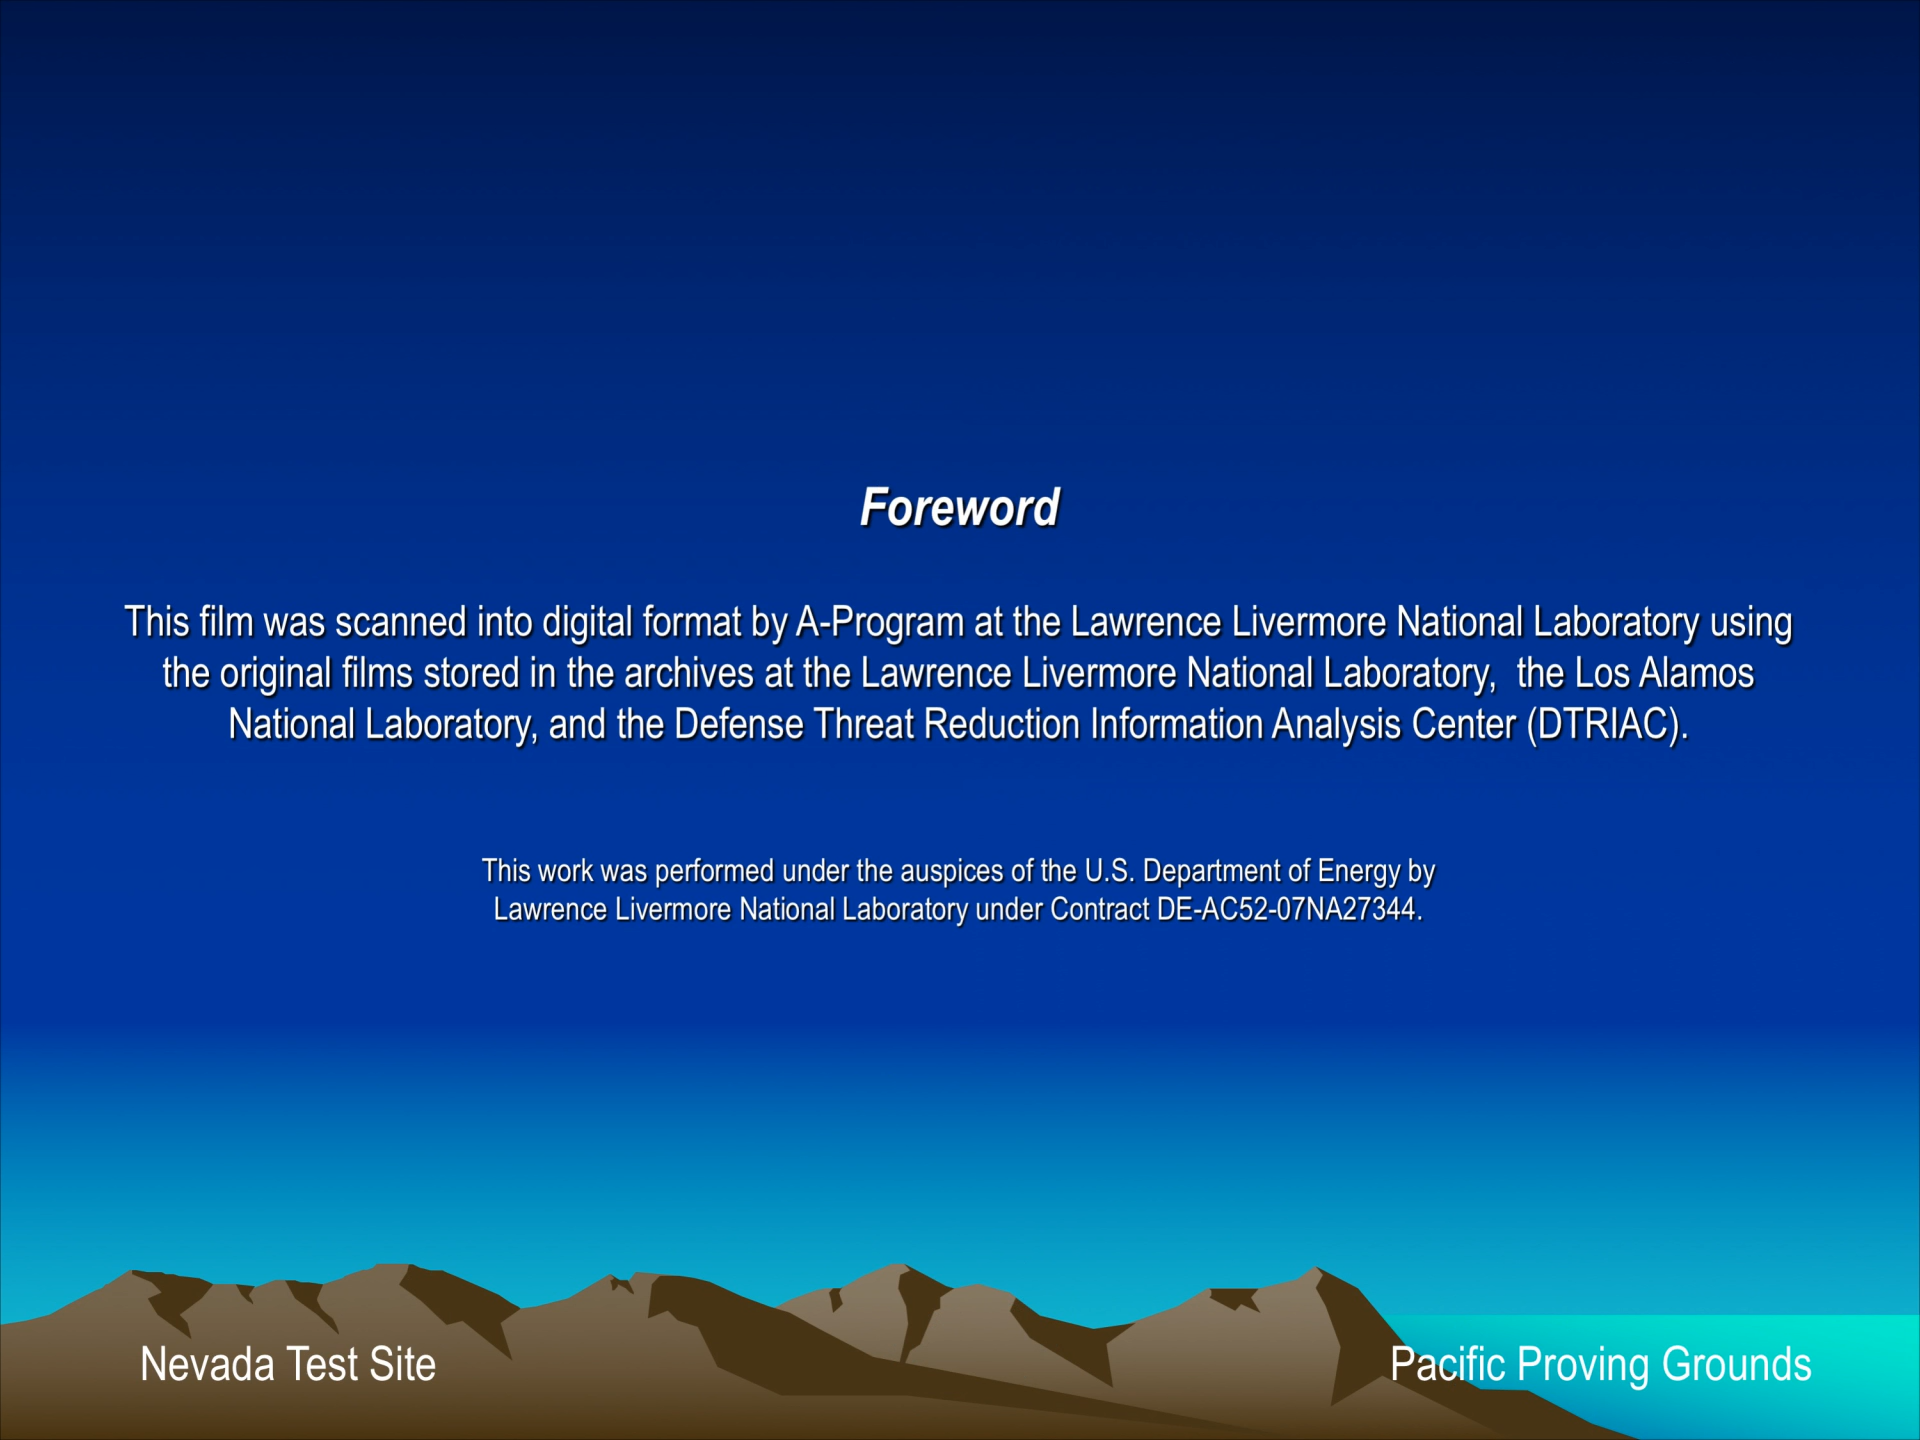 Foreword
This film was scanned into digital format by A-Program at the Lawrence Livermore National Laboratory using
the original films stored in the archives at the Lawrence Livermore National Laboratory,  the Los Alamos
National Laboratory, and the Defense Threat Reduction Information Analysis Center (DTRIAC).
This work was performed under the auspices of the U.S. Department of Energy by
Lawrence Livermore National Laboratory under Contract DE-AC52-07NA27344.
Nevada Test Site
Pacific Proving Grounds